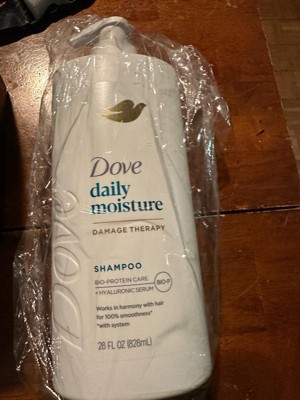 Dove
daily
moisture
DAMAGE THERAPY
SHAMPOO
BIO-PROTEIN CARE
+ HYALURONIC SERUM
BIO-P
Works in harmony with hair
for 100% smoothness*
*with system
28 FL OZ (828mL)
Dove